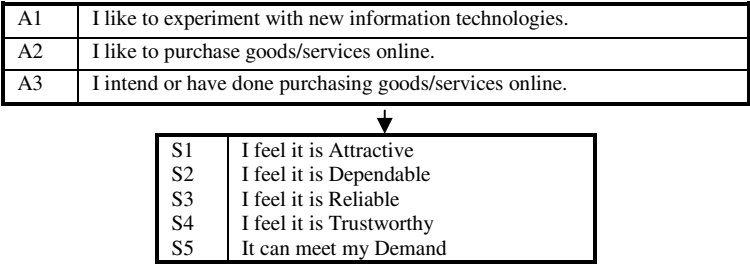 A1 I like to experiment with new information technologies.
A2 I like to purchase goods/services online.
A3 I intend or have done purchasing goods/services online.
S1 I feel it is Attractive
S2 I feel it is Dependable
S3 I feel it is Reliable
S4 I feel it is Trustworthy
S5 It can meet my Demand